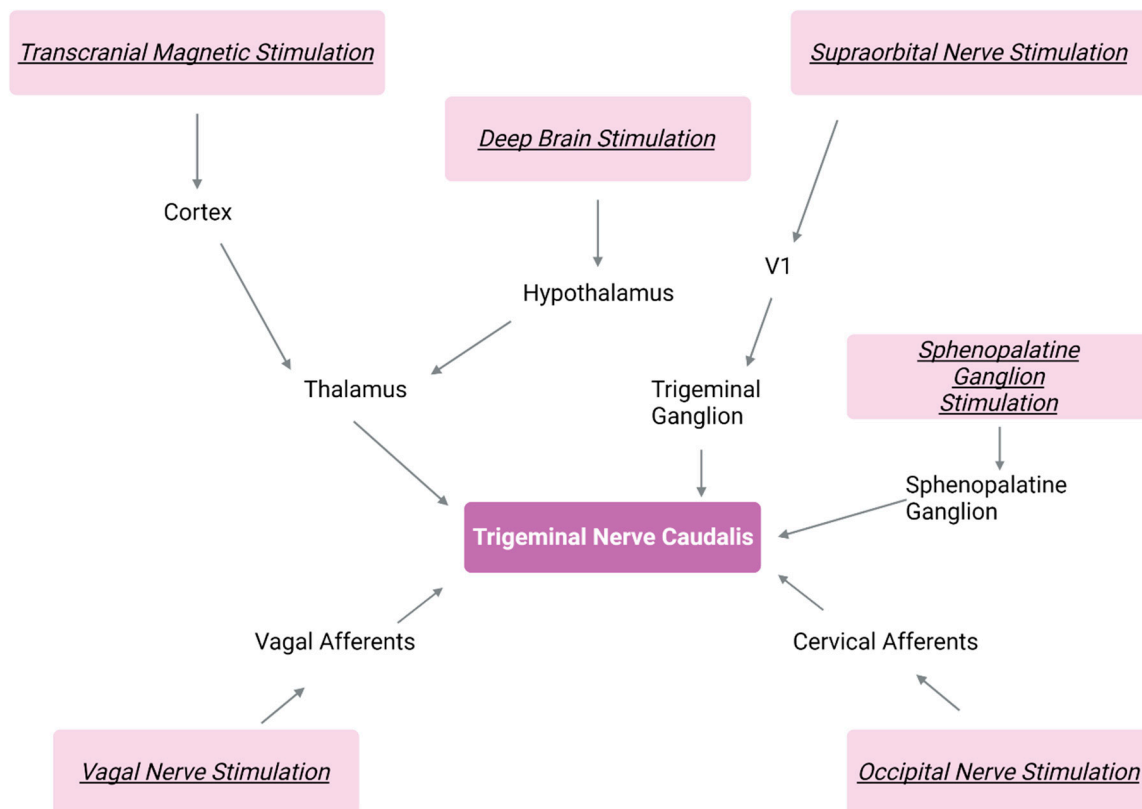 Transcranial Magnetic Stimulation
Supraorbital Nerve Stimulation
Deep Brain Stimulation
Cortex
V1
Hypothalamus
Sphenopalatine
Ganglion
Stimulation
Thalamus
Trigeminal
Ganglion
Sphenopalatine
Ganglion
Trigeminal Nerve Caudalis
Vagal Afferents
Cervical Afferents
Vagal Nerve Stimulation
Occipital Nerve Stimulation